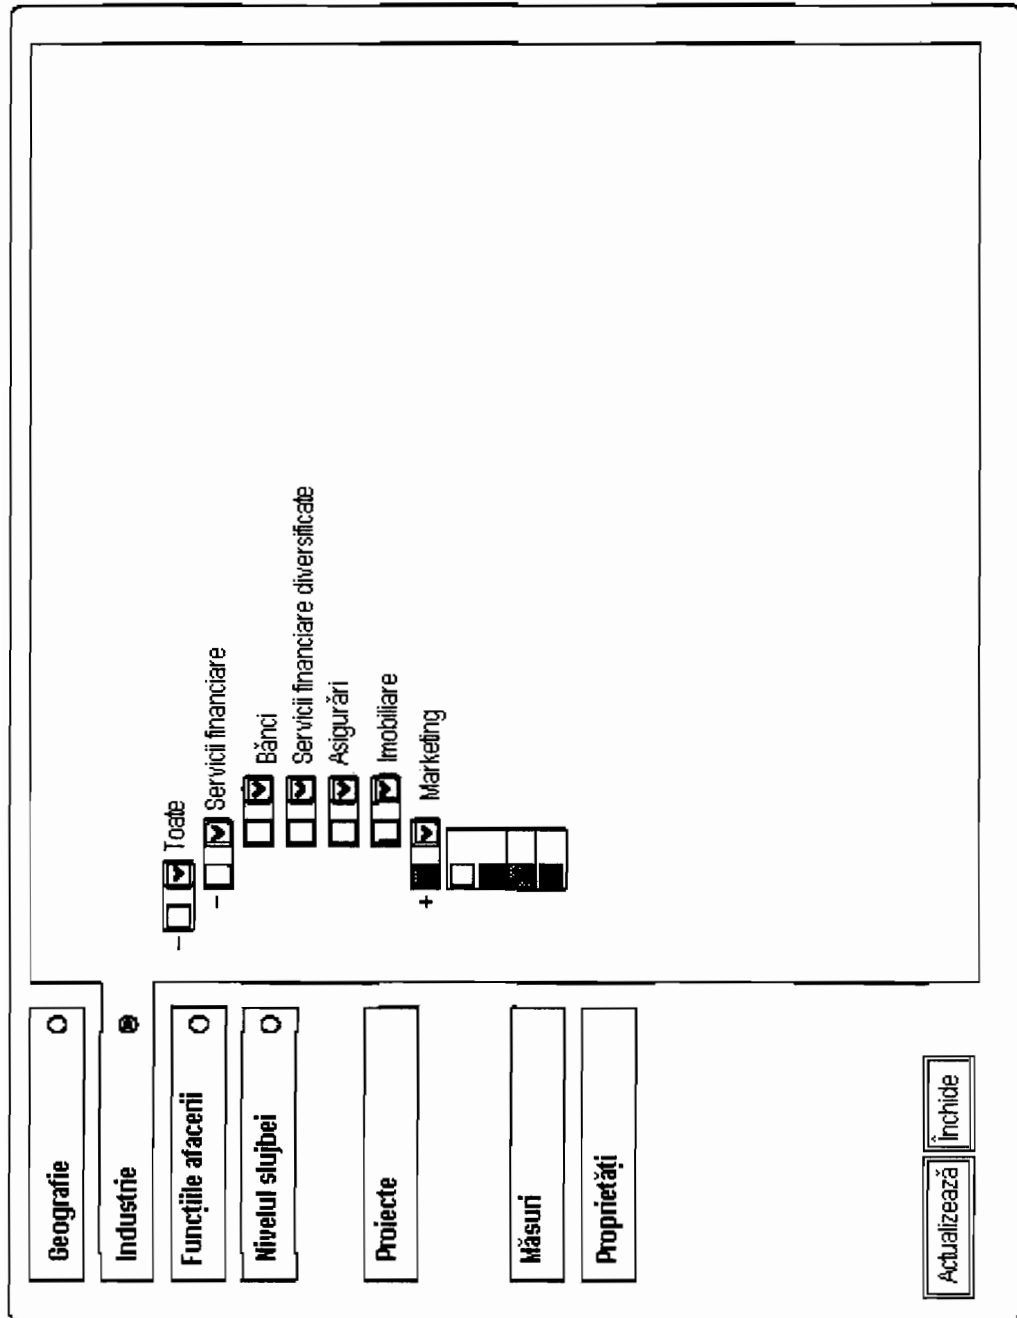 Geografie
Industrie
Funcțiile afacerii
Nivelul slujbei
Proiecte
Măsuri
Proprietăți
Actualizează
Închide
− Toate
− Servicii financiare
Bănci
Servicii financiare diversificate
Asigurări
Imobiliare
+ Marketing